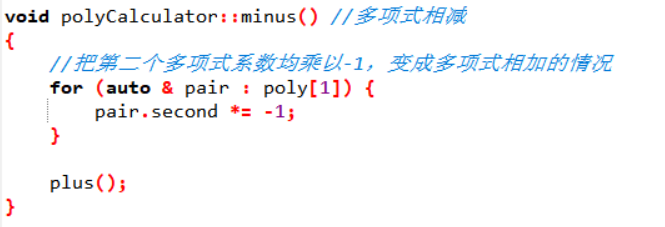 void polyCalculator::minus() //多项式相减
{
    //把第二个多项式系数均乘以-1，变成多项式相加的情况
    for (auto & pair : poly[1]) {
        pair.second *= -1;
    }

    plus();
}